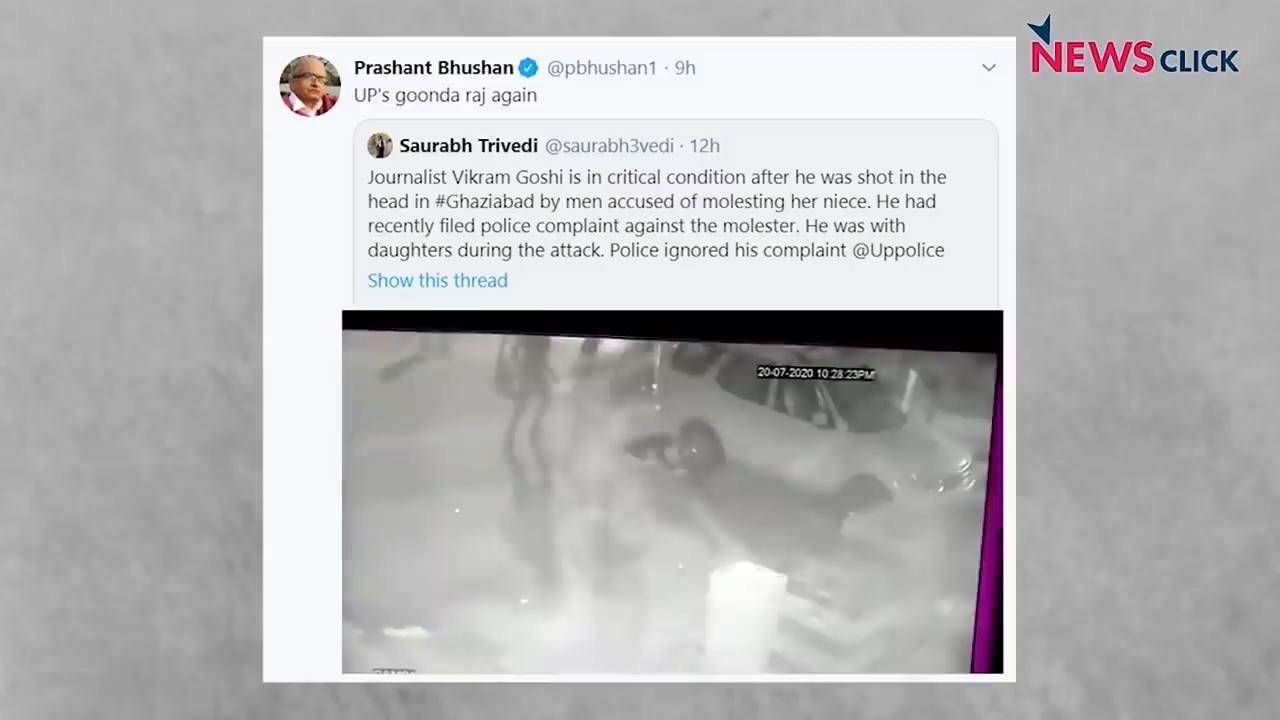 NEWS CLICK
Prashant Bhushan @pbhushan1 · 9h
UP's goonda raj again
Saurabh Trivedi @saurabh3vedi · 12h
Journalist Vikram Goshi is in critical condition after he was shot in the
head in #Ghaziabad by men accused of molesting her niece. He had
recently filed police complaint against the molester. He was with
daughters during the attack. Police ignored his complaint @Uppolice
Show this thread
20-07-2020 10:28:23PM